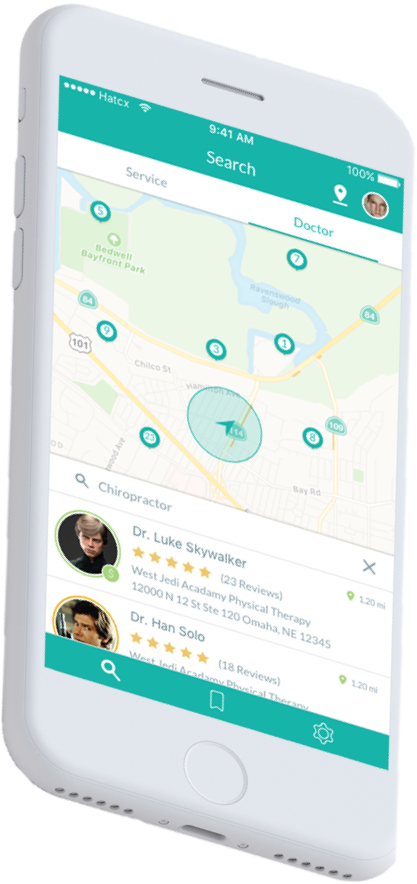 Hatcx
9:41 AM
100%
Search
Service
Doctor
5
7
Bedwell
Bayfront Park
Ravenswood
Slough
84
84
9
101
3
1
Chilco St
Hamilton Ave
114
109
23
8
Bay Rd
Chiropractor
Dr. Luke Skywalker
(23 Reviews)
1.20 mi
West Jedi Acadamy Physical Therapy
12000 N 12 St Ste 120 Omaha, NE 12345
5
Dr. Han Solo
(18 Reviews)
1.20 mi
West Jedi Acadamy Physical Therapy